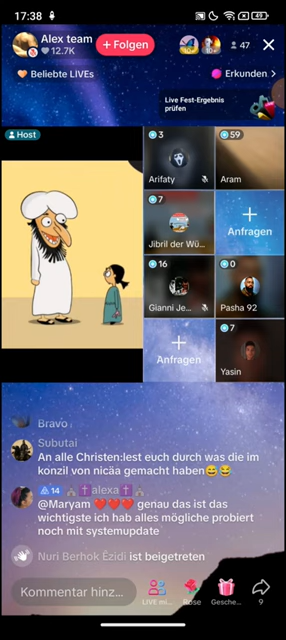 17:38
49
Alex team
12.7K
+ Folgen
47
Beliebte LIVEs
Erkunden >
Live Fest-Ergebnis
prüfen
Host
3
Arifaty
59
Aram
7
Jibril der Wü...
+
Anfragen
16
Gianni Je...
0
Pasha 92
+
Anfragen
7
Yasin
Bravo
Subutai
An alle Christen:lest euch durch was die im
konzil von nicäa gemacht haben😅😂
14 ✝️alexa✝️
@Maryam ❤️❤️❤️ genau das ist das
wichtigste ich hab alles mögliche probiert
noch mit systemupdate
Nuri Berhok Êzidi ist beigetreten
Kommentar hinz...
LIVE mi...
Rose
Gesche...
9